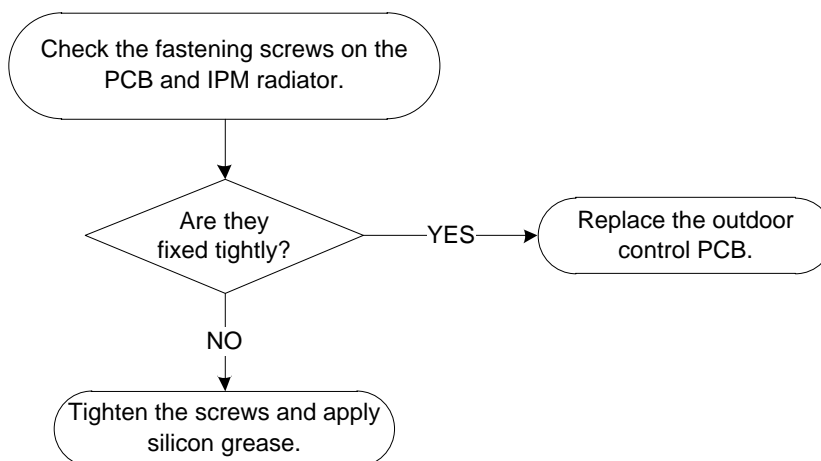 Check the fastening screws on the
PCB and IPM radiator.
Are they
fixed tightly?
YES
Replace the outdoor
control PCB.
NO
Tighten the screws and apply
silicon grease.